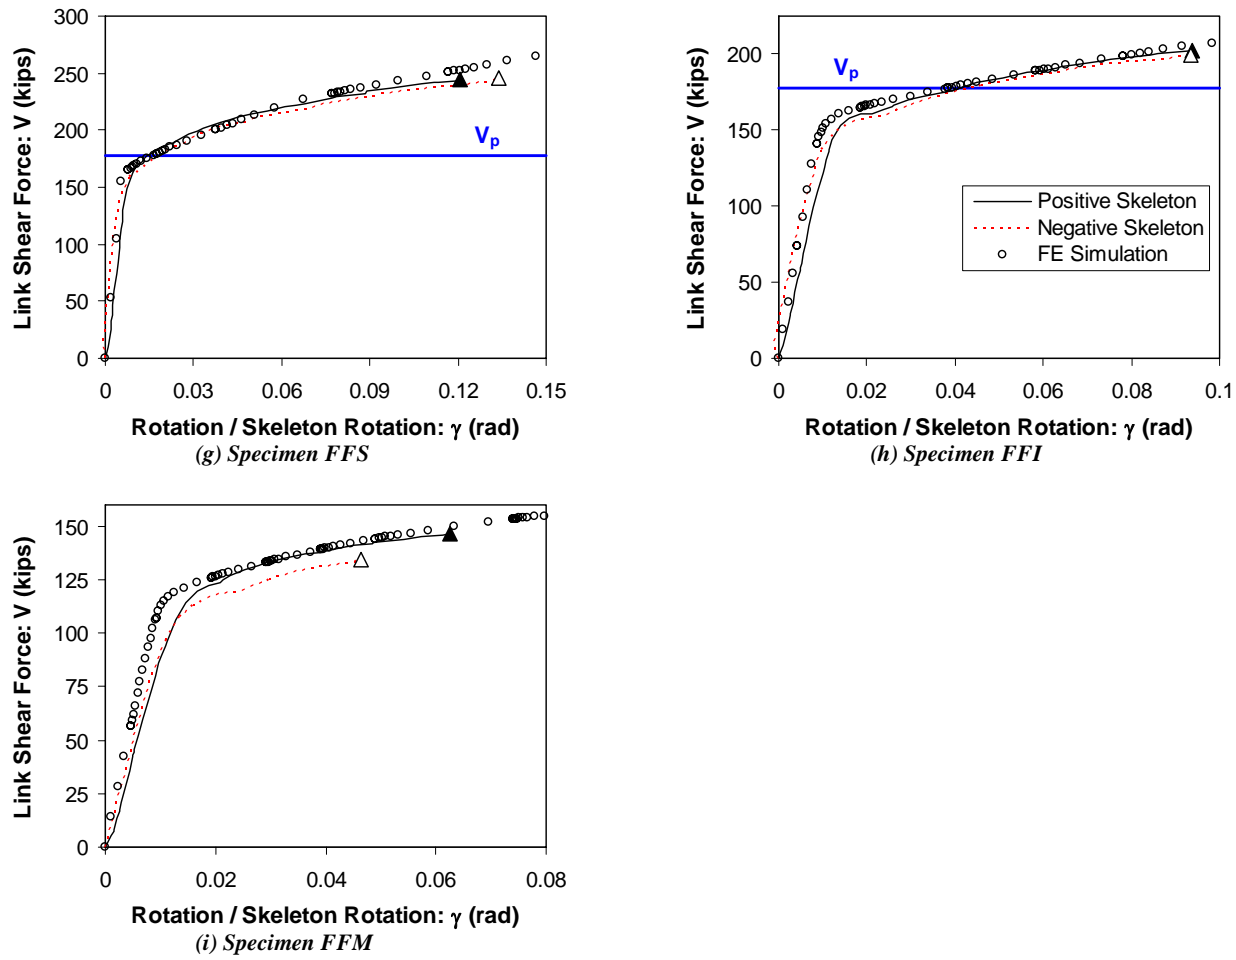 300
250
200
150
100
50
0
Link Shear Force: V (kips)
Vp
0 0.03 0.06 0.09 0.12 0.15
Rotation / Skeleton Rotation: γ (rad)
(g) Specimen FFS
200
150
100
50
0
Link Shear Force: V (kips)
Vp
Positive Skeleton
Negative Skeleton
FE Simulation
0 0.02 0.04 0.06 0.08 0.1
Rotation / Skeleton Rotation: γ (rad)
(h) Specimen FFI
150
125
100
75
50
25
0
Link Shear Force: V (kips)
0 0.02 0.04 0.06 0.08
Rotation / Skeleton Rotation: γ (rad)
(i) Specimen FFM